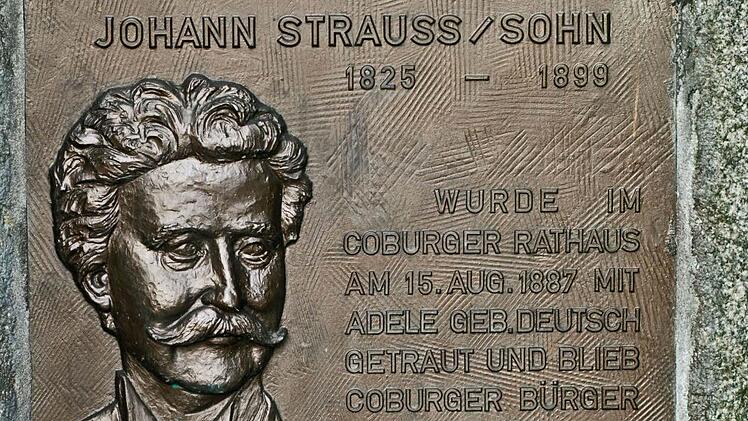 JOHANN STRAUSS/SOHN
1825 — 1899
WURDE IM
COBURGER RATHAUS
AM 15. AUG. 1887 MIT
ADELE GEB. DEUTSCH
GETRAUT UND BLIEB
COBURGER BÜRGER